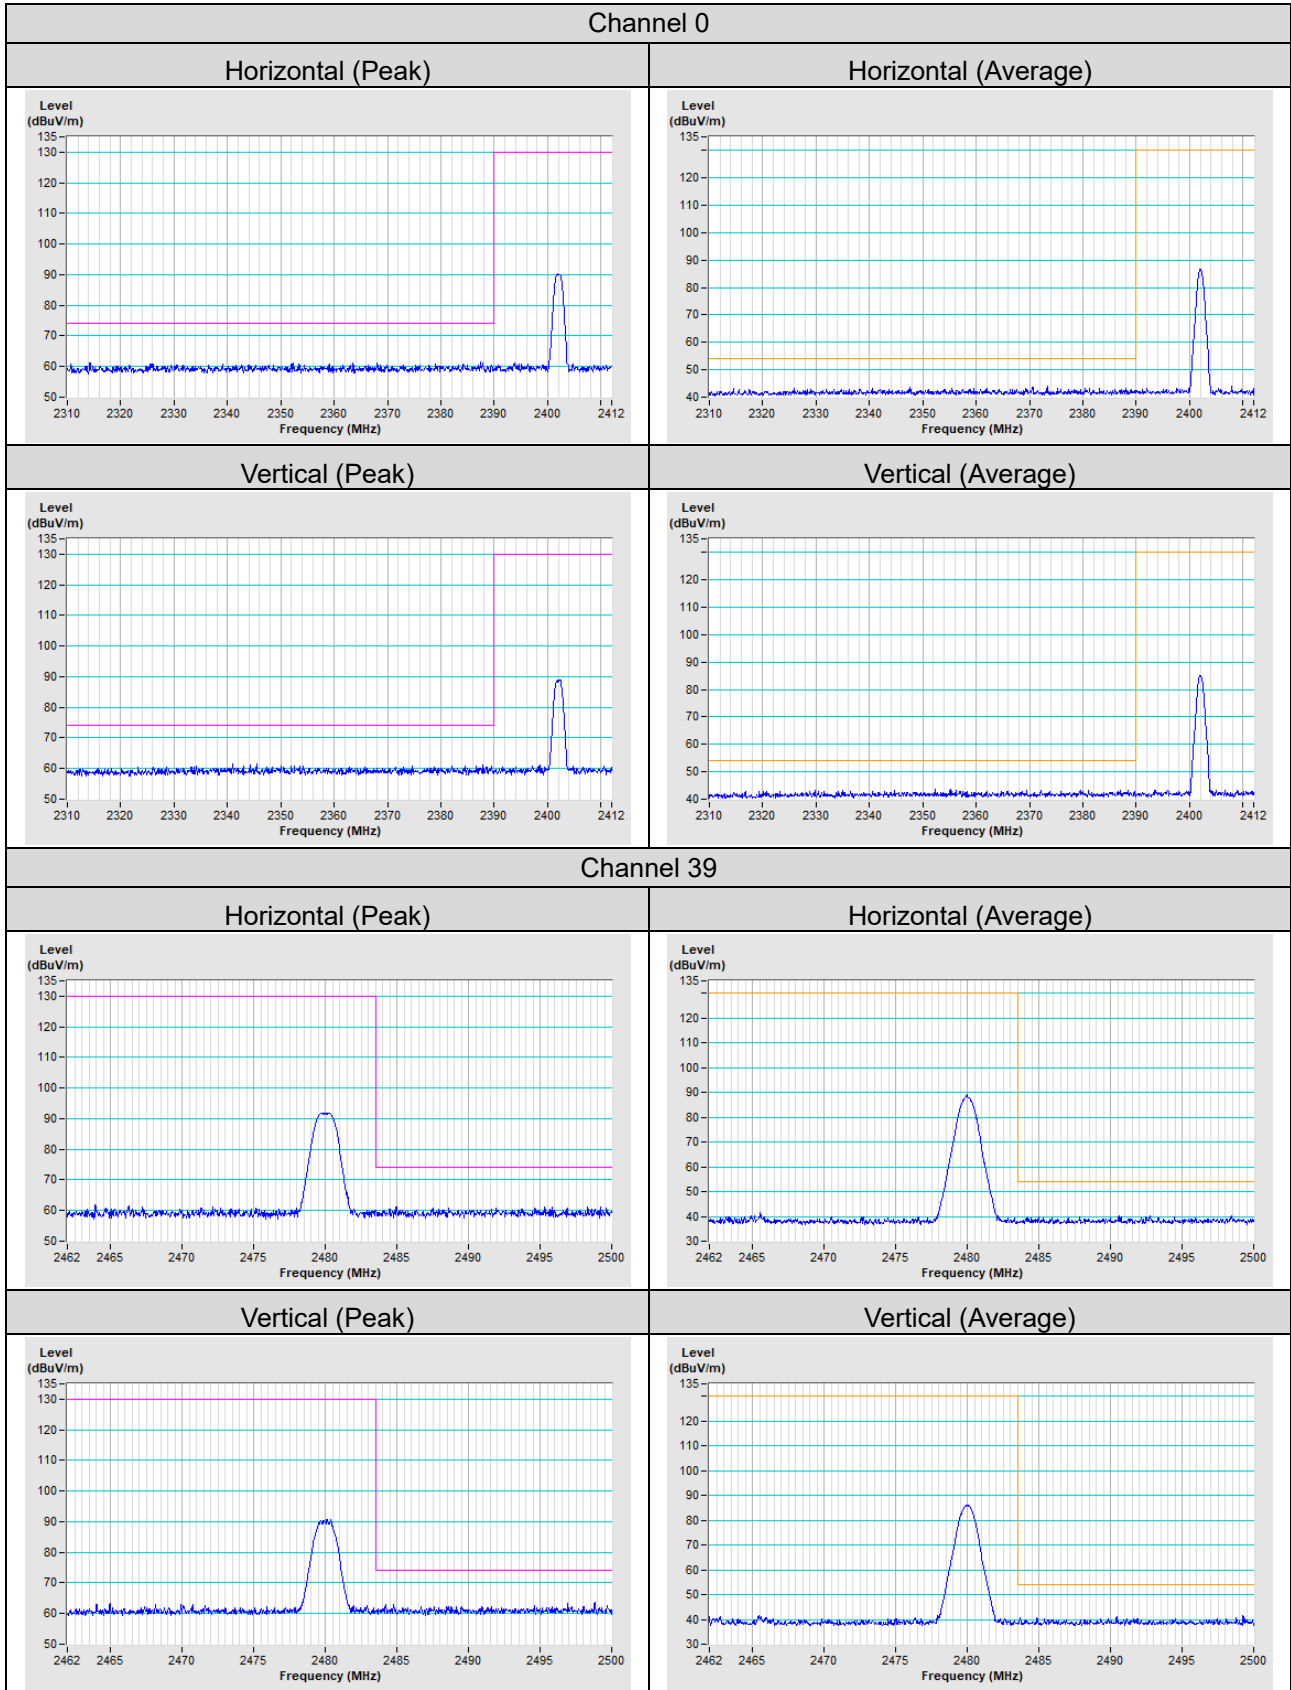 Channel 0
Horizontal (Peak)
Horizontal (Average)
Level
(dBuV/m)
135
130
120
110
100
90
80
70
60
50
2310 2320 2330 2340 2350 2360 2370 2380 2390 2400 2412
Frequency (MHz)
Level
(dBuV/m)
135
120
110
100
90
80
70
60
50
40
2310 2320 2330 2340 2350 2360 2370 2380 2390 2400 2412
Frequency (MHz)
Vertical (Peak)
Vertical (Average)
Level
(dBuV/m)
135
130
120
110
100
90
80
70
60
50
2310 2320 2330 2340 2350 2360 2370 2380 2390 2400 2412
Frequency (MHz)
Level
(dBuV/m)
135
120
110
100
90
80
70
60
50
40
2310 2320 2330 2340 2350 2360 2370 2380 2390 2400 2412
Frequency (MHz)
Channel 39
Horizontal (Peak)
Horizontal (Average)
Level
(dBuV/m)
135
130
120
110
100
90
80
70
60
50
2462 2465 2470 2475 2480 2485 2490 2495 2500
Frequency (MHz)
Level
(dBuV/m)
135
120
110
100
90
80
70
60
50
40
30
2462 2465 2470 2475 2480 2485 2490 2495 2500
Frequency (MHz)
Vertical (Peak)
Vertical (Average)
Level
(dBuV/m)
135
130
120
110
100
90
80
70
60
50
2462 2465 2470 2475 2480 2485 2490 2495 2500
Frequency (MHz)
Level
(dBuV/m)
135
120
110
100
90
80
70
60
50
40
30
2462 2465 2470 2475 2480 2485 2490 2495 2500
Frequency (MHz)